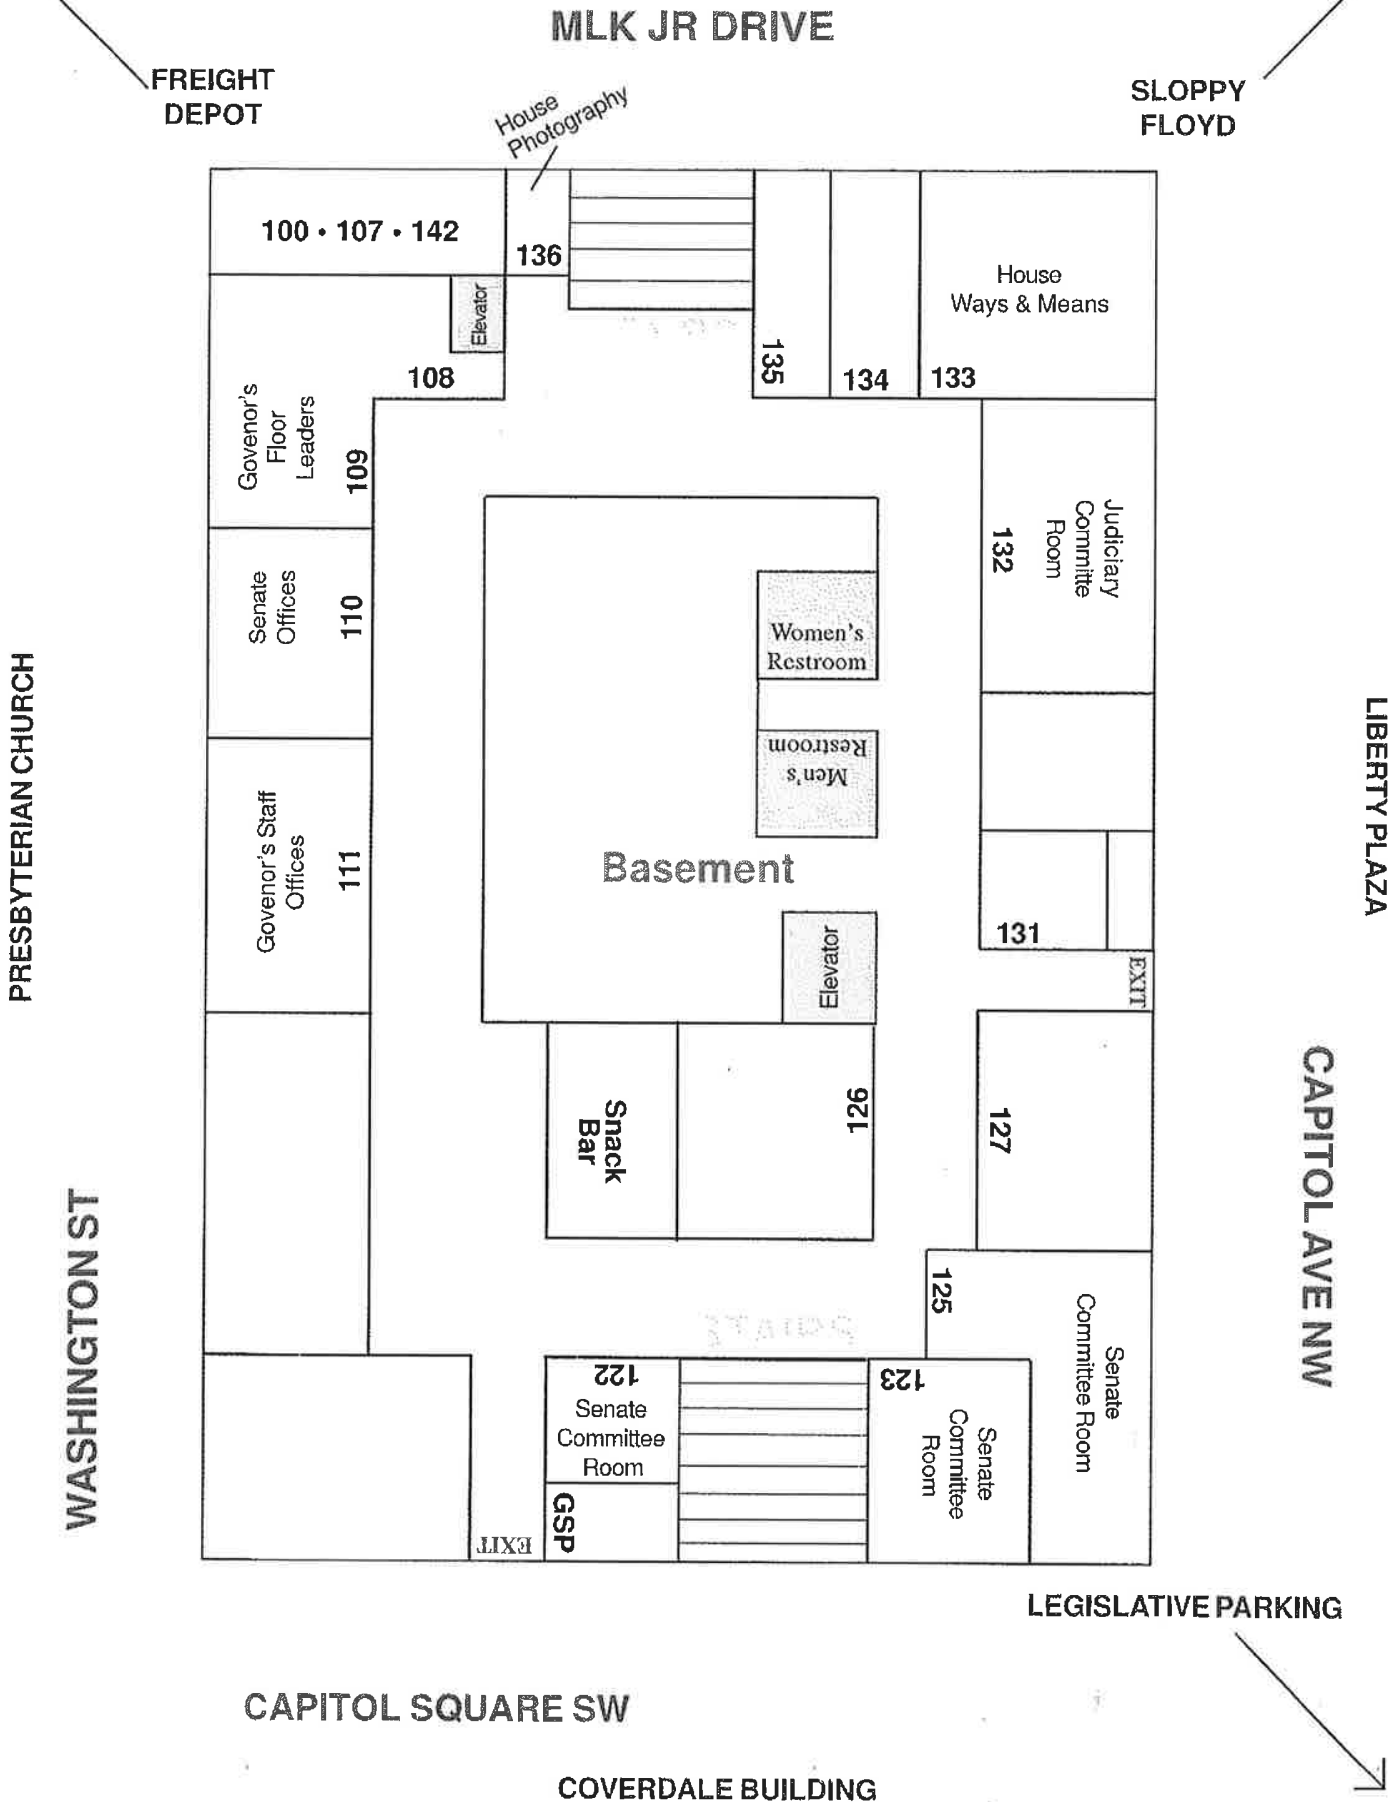 MLK JR DRIVE
FREIGHT
DEPOT
SLOPPY
FLOYD
House
Photography
100 • 107 • 142
136
Elevator
108
135
134
133
House
Ways & Means
Govenor's
Floor
Leaders
109
132
Judiciary
Committe
Room
Senate
Offices
110
Women's
Restroom
Men's
Restroom
Govenor's Staff
Offices
111
Basement
Elevator
131
EXIT
PRESBYTERIAN CHURCH
LIBERTY PLAZA
Snack
Bar
126
127
WASHINGTON ST
CAPITOL AVE NW
125
Senate
Committee Room
STAIRS
122
Senate
Committee
Room
GSP
EXIT
123
Senate
Committee
Room
LEGISLATIVE PARKING
CAPITOL SQUARE SW
COVERDALE BUILDING